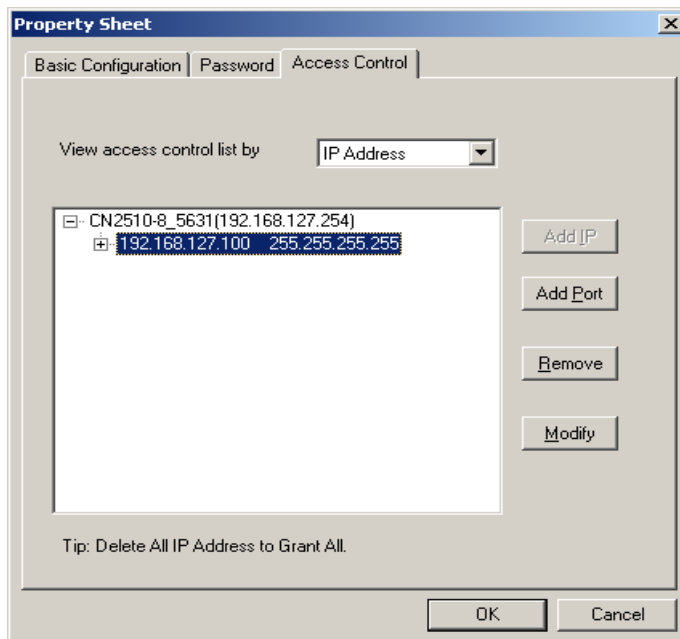 Property Sheet
Basic Configuration Password Access Control
View access control list by IP Address
CN2510-8_5631(192.168.127.254)
192.168.127.100 255.255.255.255
Add IP
Add Port
Remove
Modify
Tip: Delete All IP Address to Grant All.
OK Cancel